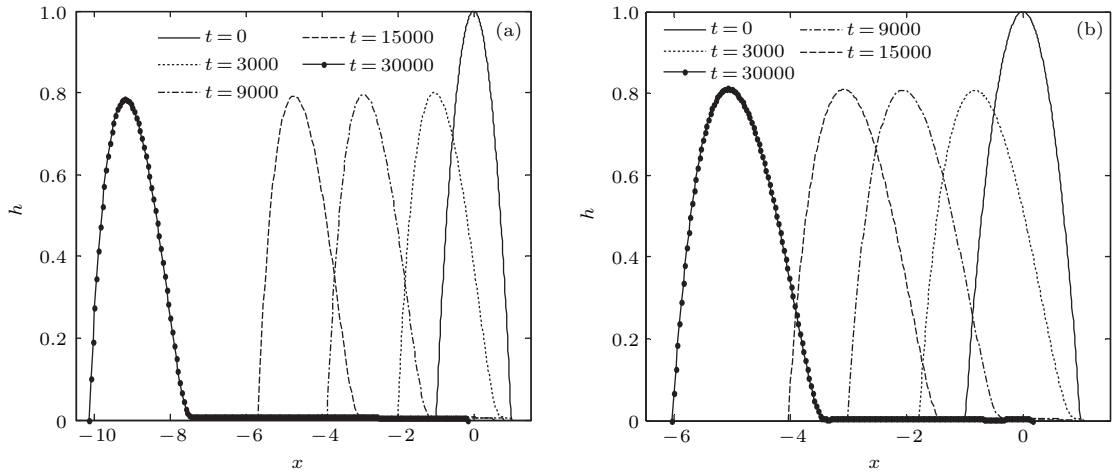 (a)
t = 0
t = 3000
t = 9000
t = 15000
t = 30000
1.0
0.8
0.6
0.4
0.2
0
h
−10 −8 −6 −4 −2 0
x
(b)
t = 0
t = 3000
t = 30000
t = 9000
t = 15000
1.0
0.8
0.6
0.4
0.2
0
h
−6 −4 −2 0
x